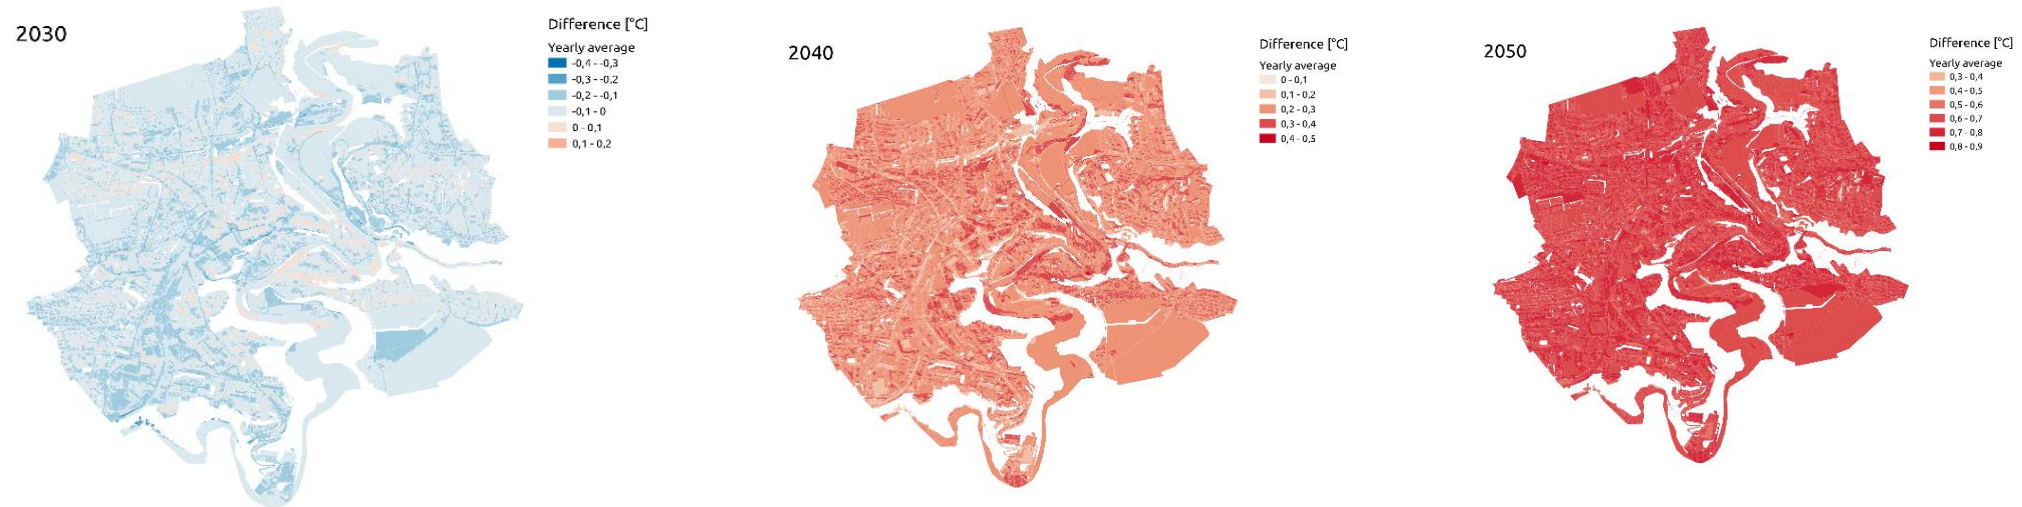 2030
Difference [°C]
Yearly average
-0,4 - -0,3
-0,3 - -0,2
-0,2 - -0,1
-0,1 - 0
0 - 0,1
0,1 - 0,2
2040
Difference [°C]
Yearly average
0 - 0,1
0,1 - 0,2
0,2 - 0,3
0,3 - 0,4
0,4 - 0,5
2050
Difference [°C]
Yearly average
0,3 - 0,4
0,4 - 0,5
0,5 - 0,6
0,6 - 0,7
0,7 - 0,8
0,8 - 0,9